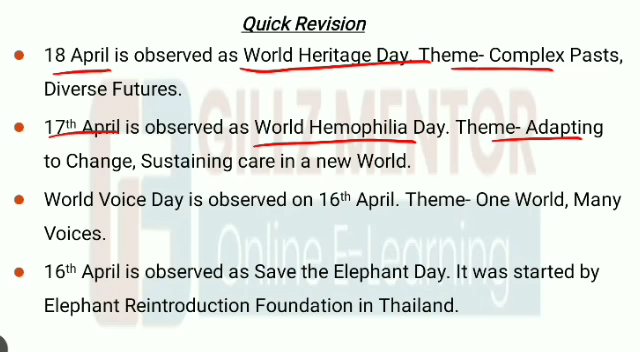 Quick Revision
• 18 April is observed as World Heritage Day. Theme- Complex Pasts,
Diverse Futures.
• 17th April is observed as World Hemophilia Day. Theme- Adapting
to Change, Sustaining care in a new World.
• World Voice Day is observed on 16th April. Theme- One World, Many
Voices.
• 16th April is observed as Save the Elephant Day. It was started by
Elephant Reintroduction Foundation in Thailand.
GILLZ MENTOR
Online E-Learning